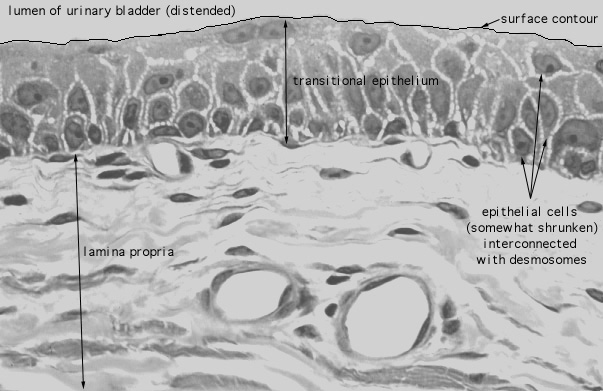 lumen of urinary bladder (distended)
surface contour
transitional epithelium
epithelial cells
(somewhat shrunken)
interconnected
with desmosomes
lamina propria